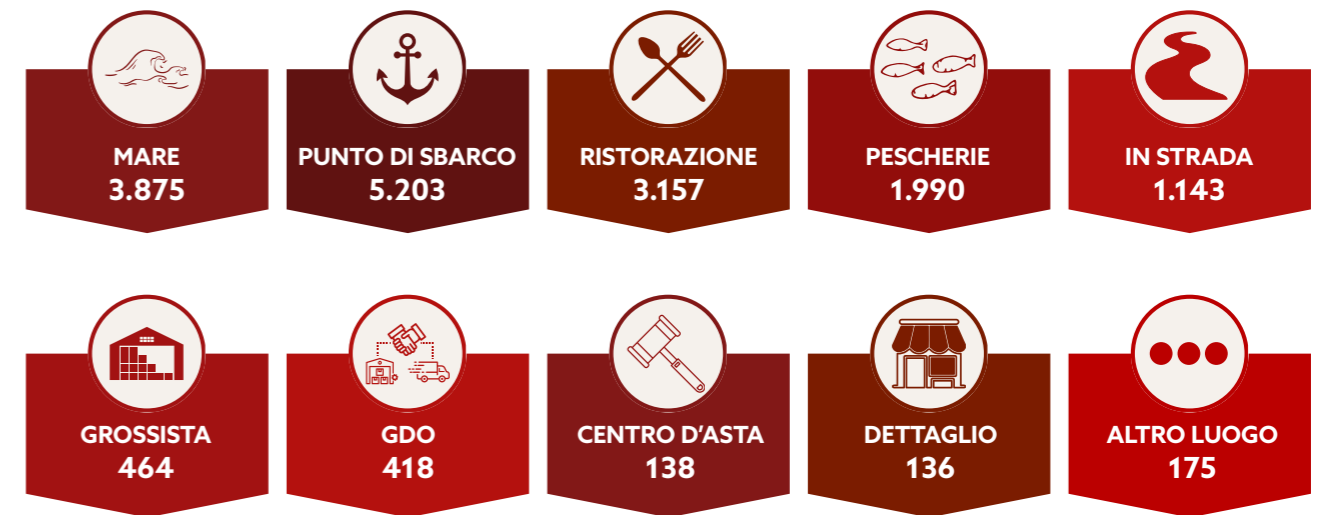 MARE
3.875
PUNTO DI SBARCO
5.203
RISTORAZIONE
3.157
PESCHERIE
1.990
IN STRADA
1.143
GROSSISTA
464
GDO
418
CENTRO D'ASTA
138
DETTAGLIO
136
ALTRO LUOGO
175